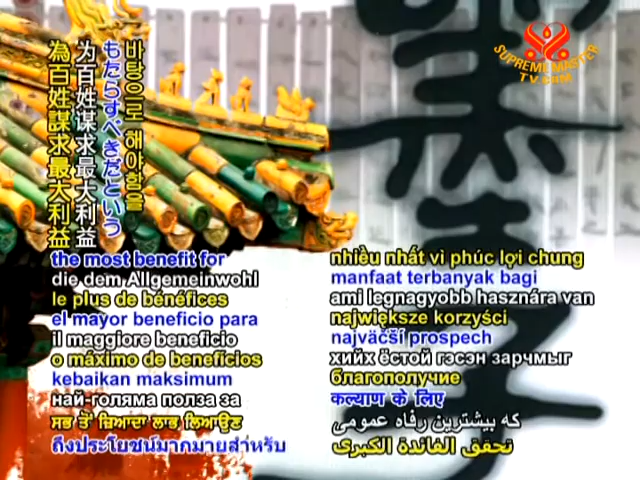 SUPREME MASTER
TV.COM
바탕으로 해야함을
もたらすべきだという
为百姓谋求最大利益
為百姓謀求最大利益
the most benefit for
die dem Allgemeinwohl
le plus de bénéfices
el mayor beneficio para
il maggiore beneficio
o máximo de benefícios
kebaikan maksimum
най-голяма полза за
ਸਭ ਤੋਂ ਜ਼ਿਆਦਾ ਲਾਭ ਲਿਆਉਣ
ถึงประโยชน์มากมายสำหรับ
nhiều nhất vì phúc lợi chung
manfaat terbanyak bagi
ami legnagyobb hasznára van
największe korzyści
najväčší prospech
хийх ёстой гэсэн зарчмыг
благополучие
कल्याण के लिए
که بیشترین رفاه عمومی
تحقق الفائدة الكبرى